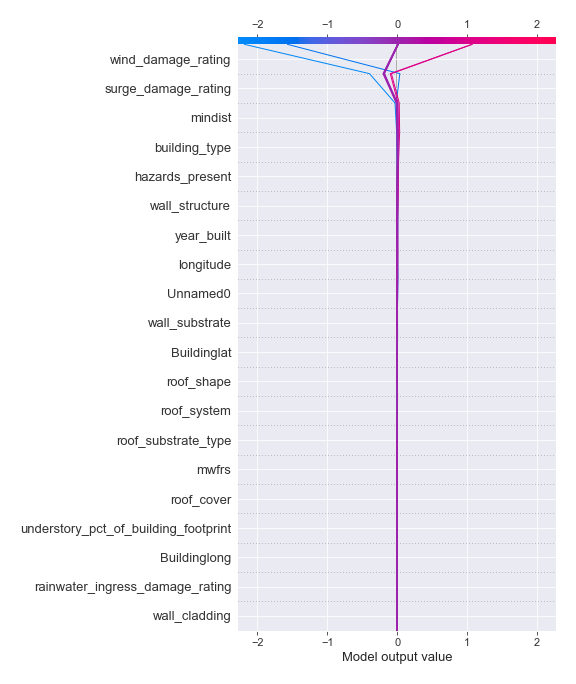 −2 −1 0 1 2
wind_damage_rating
surge_damage_rating
mindist
building_type
hazards_present
wall_structure
year_built
longitude
Unnamed0
wall_substrate
Buildinglat
roof_shape
roof_system
roof_substrate_type
mwfrs
roof_cover
understory_pct_of_building_footprint
Buildinglong
rainwater_ingress_damage_rating
wall_cladding
−2 −1 0 1 2
Model output value